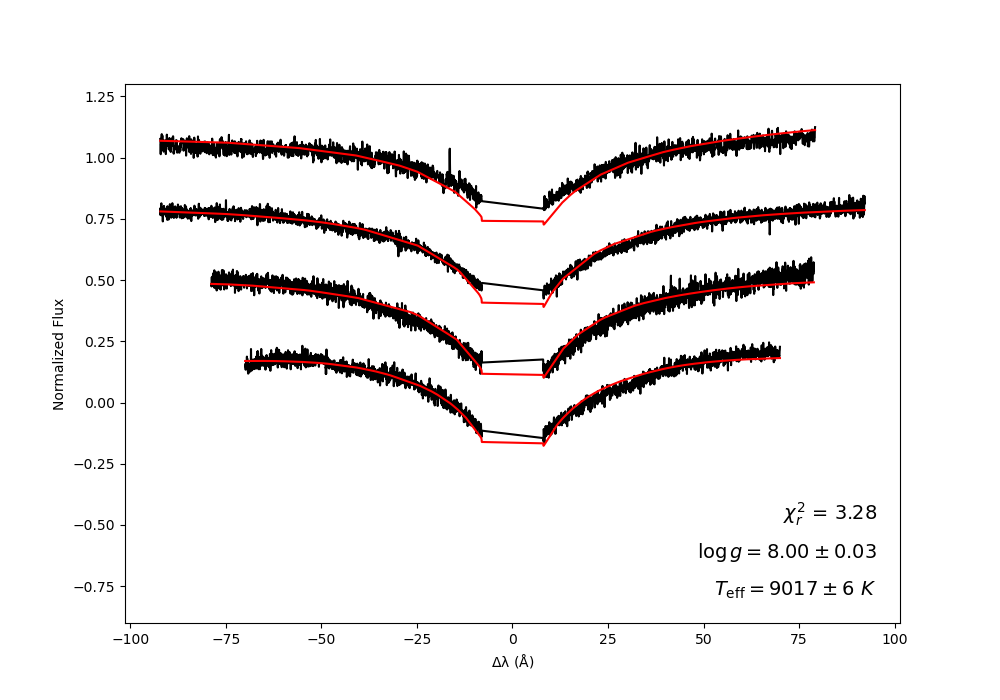 1.25
1.00
0.75
0.50
0.25
0.00
−0.25
−0.50
−0.75
Normalized Flux
χ²ᵣ = 3.28
log g = 8.00 ± 0.03
T_eff = 9017 ± 6 K
−100 −75 −50 −25 0 25 50 75 100
Δλ (Å)